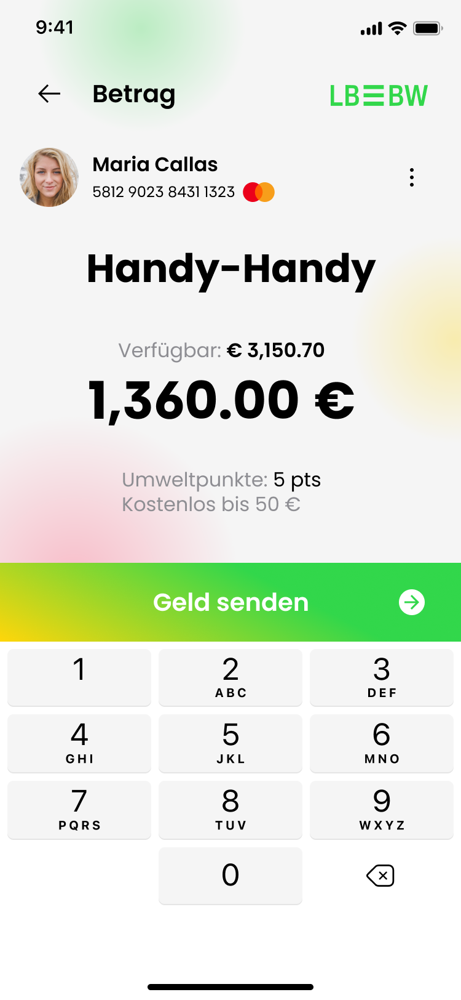 9:41
Betrag
LBBW
Maria Callas
5812 9023 8431 1323
Handy-Handy
Verfügbar: € 3,150.70
1,360.00 €
Umweltpunkte: 5 pts
Kostenlos bis 50 €
Geld senden
1
2
ABC
3
DEF
4
GHI
5
JKL
6
MNO
7
PQRS
8
TUV
9
WXYZ
0